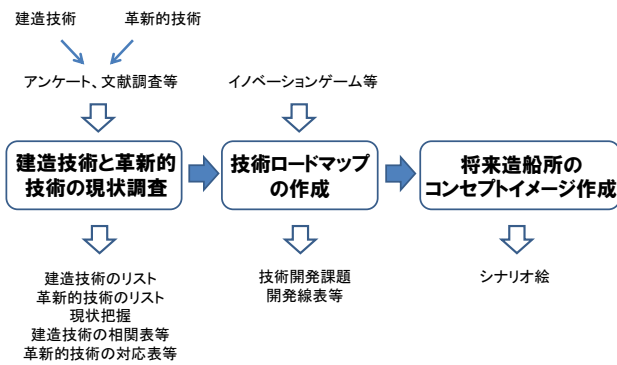 建造技術
革新的技術
アンケート、文献調査等
イノベーションゲーム等
建造技術と革新的
技術の現状調査
技術ロードマップ
の作成
将来造船所の
コンセプトイメージ作成
建造技術のリスト
革新的技術のリスト
現状把握
建造技術の相関表等
革新的技術の対応表等
技術開発課題
開発線表等
シナリオ絵